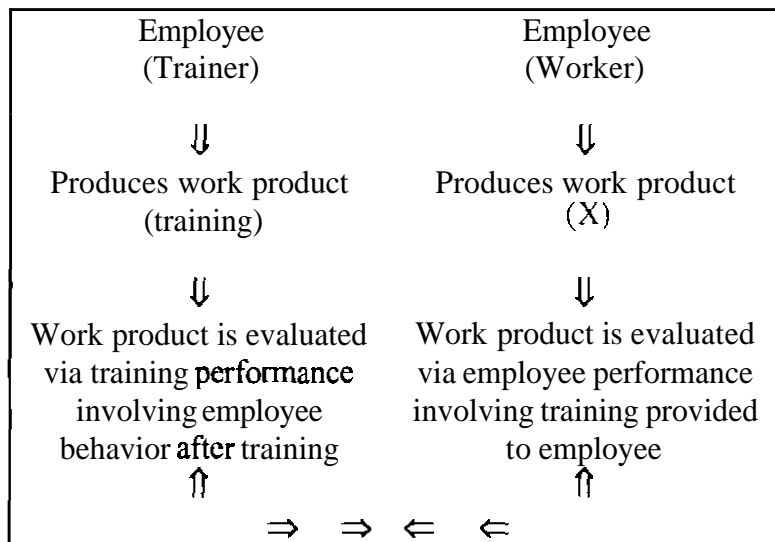 Employee
(Trainer)
⇓
Produces work product
(training)
⇓
Work product is evaluated
via training performance
involving employee
behavior after training
⇑
Employee
(Worker)
⇓
Produces work product
(X)
⇓
Work product is evaluated
via employee performance
involving training provided
to employee
⇑
⇒ ⇒ ⇐ ⇐